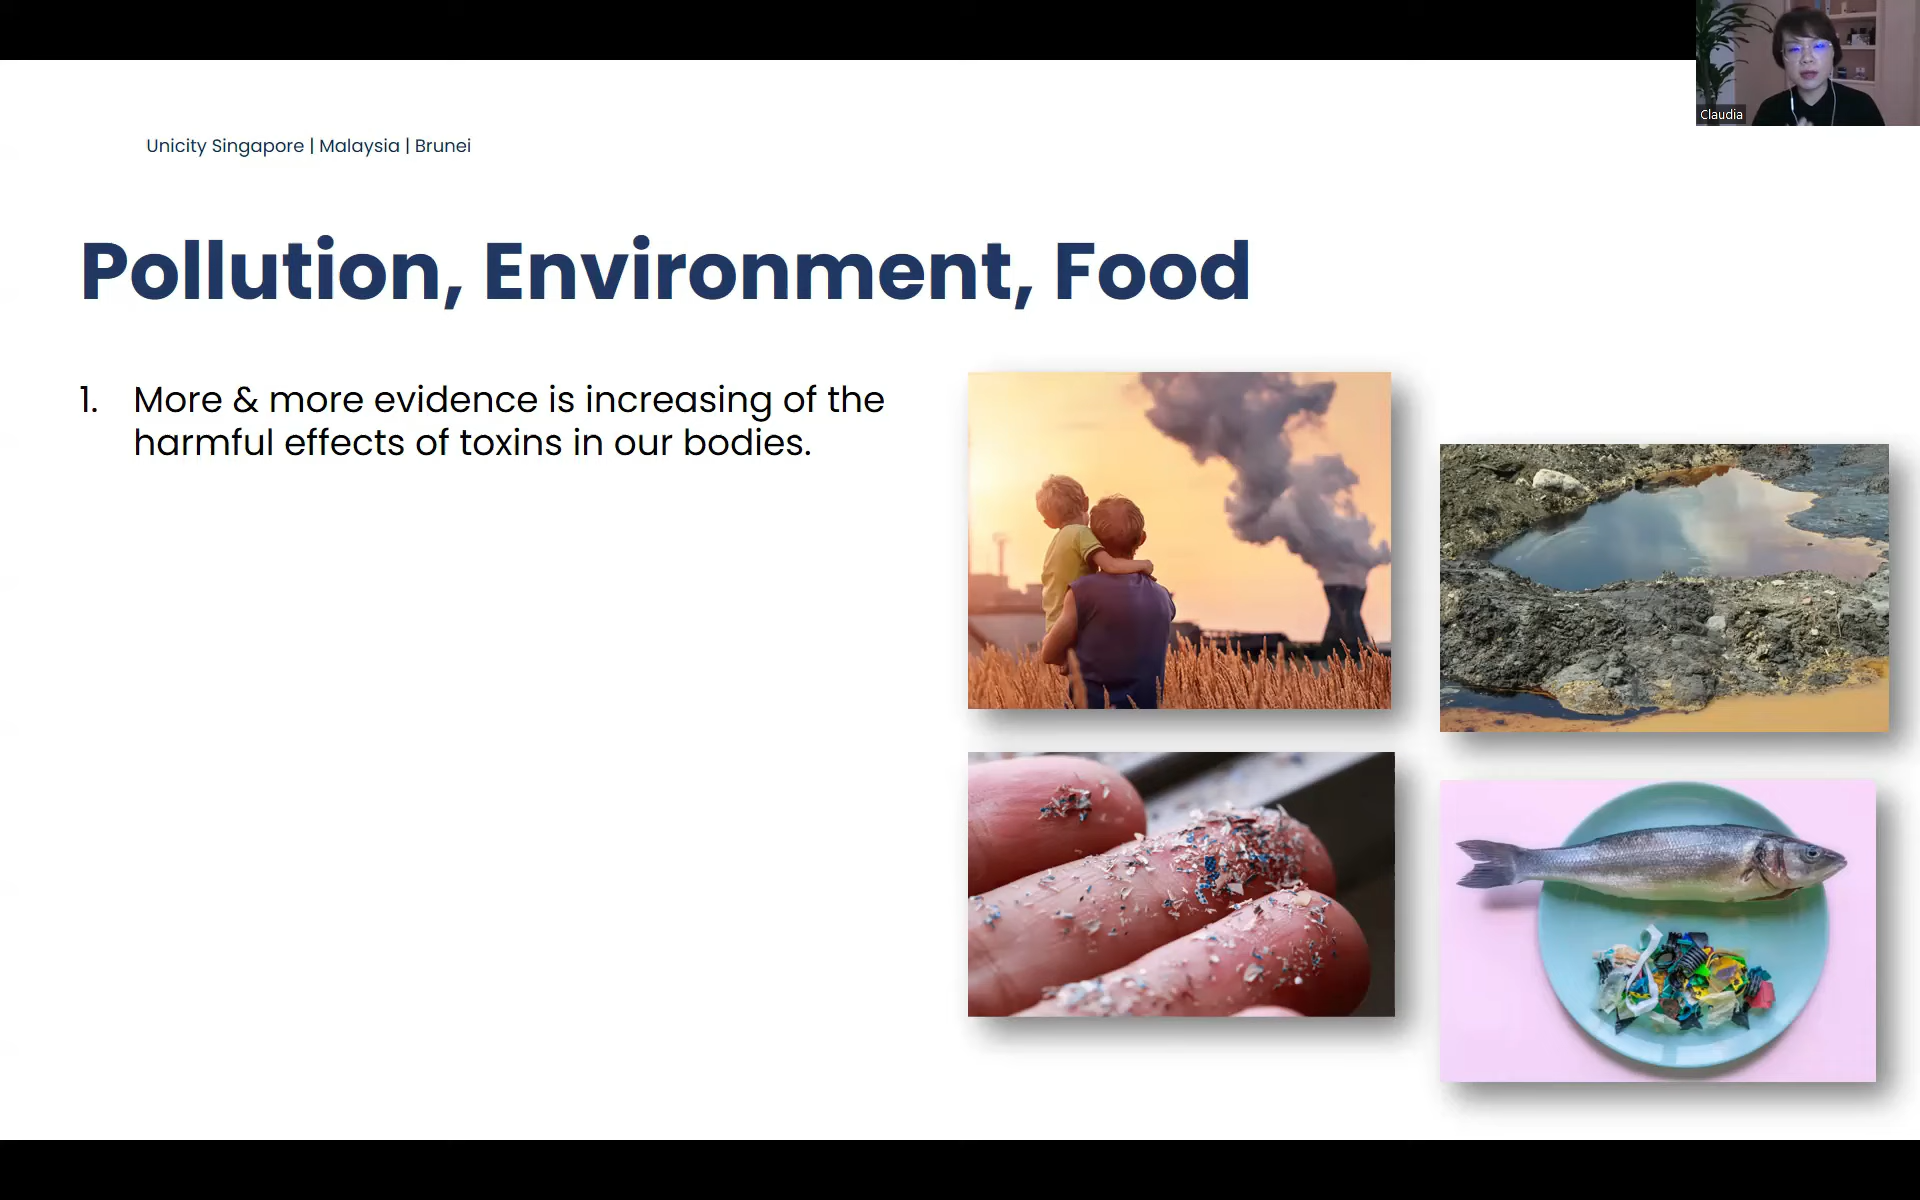 Claudia
Unicity Singapore | Malaysia | Brunei
Pollution, Environment, Food
1. More & more evidence is increasing of the
harmful effects of toxins in our bodies.